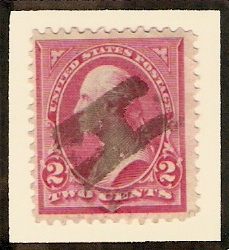 UNITED STATES POSTAGE
2 2
TWO CENTS